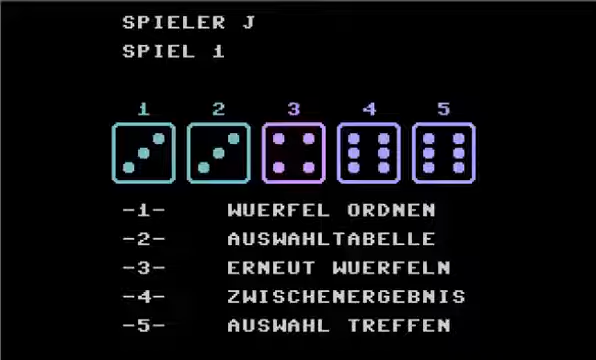 SPIELER J
SPIEL 1
1 2 3 4 5
-1- WUERFEL ORDNEN
-2- AUSWAHLTABELLE
-3- ERNEUT WUERFELN
-4- ZWISCHENERGEBNIS
-5- AUSWAHL TREFFEN